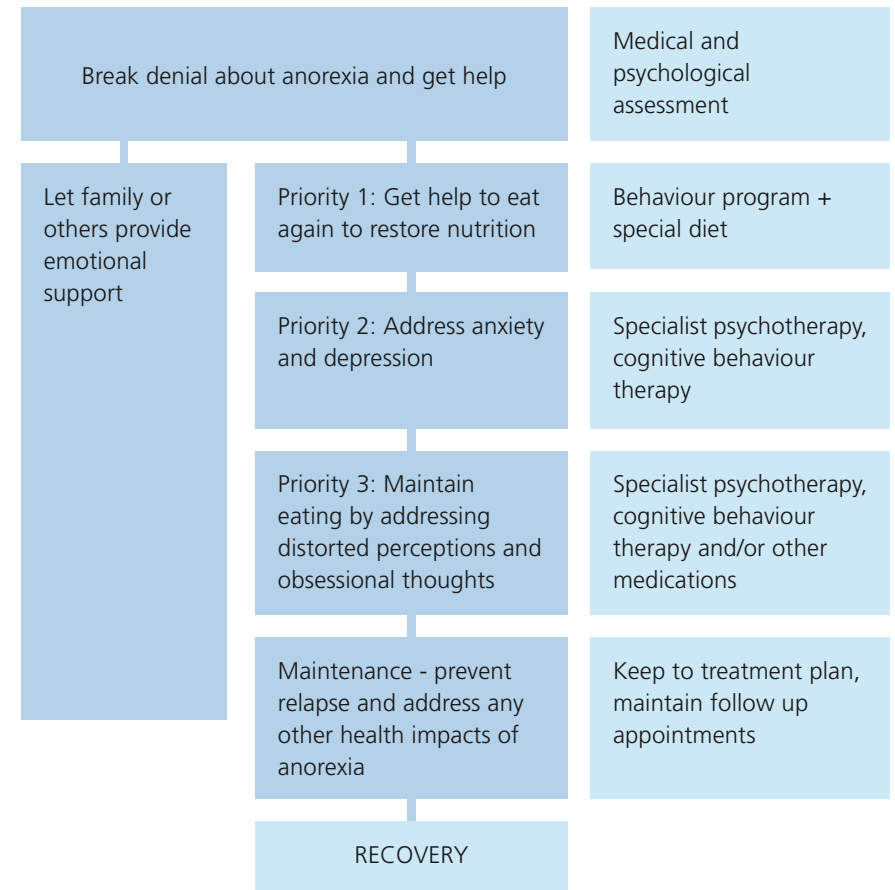 Break denial about anorexia and get help
Medical and
psychological
assessment
Let family or
others provide
emotional
support
Priority 1: Get help to eat
again to restore nutrition
Behaviour program +
special diet
Priority 2: Address anxiety
and depression
Specialist psychotherapy,
cognitive behaviour
therapy
Priority 3: Maintain
eating by addressing
distorted perceptions and
obsessional thoughts
Specialist psychotherapy,
cognitive behaviour
therapy and/or other
medications
Maintenance - prevent
relapse and address any
other health impacts of
anorexia
Keep to treatment plan,
maintain follow up
appointments
RECOVERY